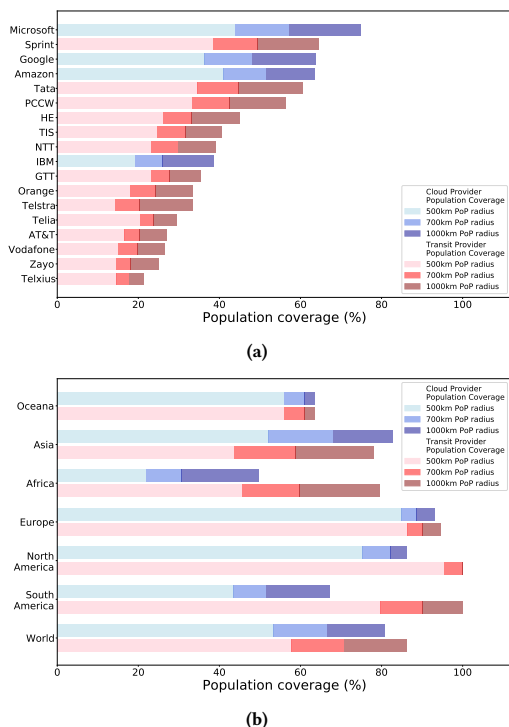 Microsoft
Sprint
Google
Amazon
Tata
PCCW
HE
TIS
NTT
IBM
GTT
Orange
Telstra
Telia
AT&T
Vodafone
Zayo
Telxius
Cloud Provider
Population Coverage
500km PoP radius
700km PoP radius
1000km PoP radius
Transit Provider
Population Coverage
500km PoP radius
700km PoP radius
1000km PoP radius
0 20 40 60 80 100
Population coverage (%)
(a)
Oceana
Asia
Africa
Europe
North
America
South
America
World
Cloud Provider
Population Coverage
500km PoP radius
700km PoP radius
1000km PoP radius
Transit Provider
Population Coverage
500km PoP radius
700km PoP radius
1000km PoP radius
0 20 40 60 80 100
Population coverage (%)
(b)